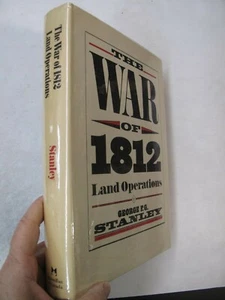 The War of 1812
Land Operations
Stanley
THE
WAR
OF
1812
Land Operations
GEORGE F.G.
STANLEY